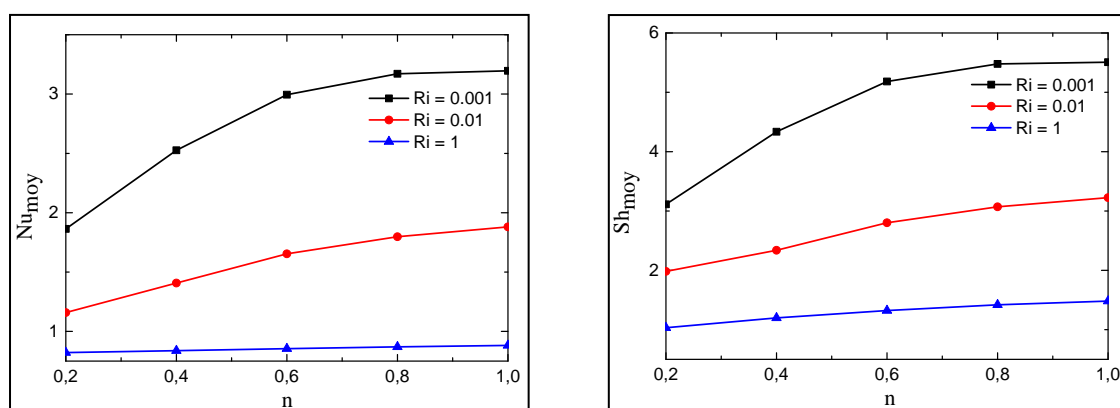 3
2
1
Nu_moy
0,2 0,4 0,6 0,8 1,0
n
Ri = 0.001
Ri = 0.01
Ri = 1
6
4
2
Sh_moy
0,2 0,4 0,6 0,8 1,0
n
Ri = 0.001
Ri = 0.01
Ri = 1